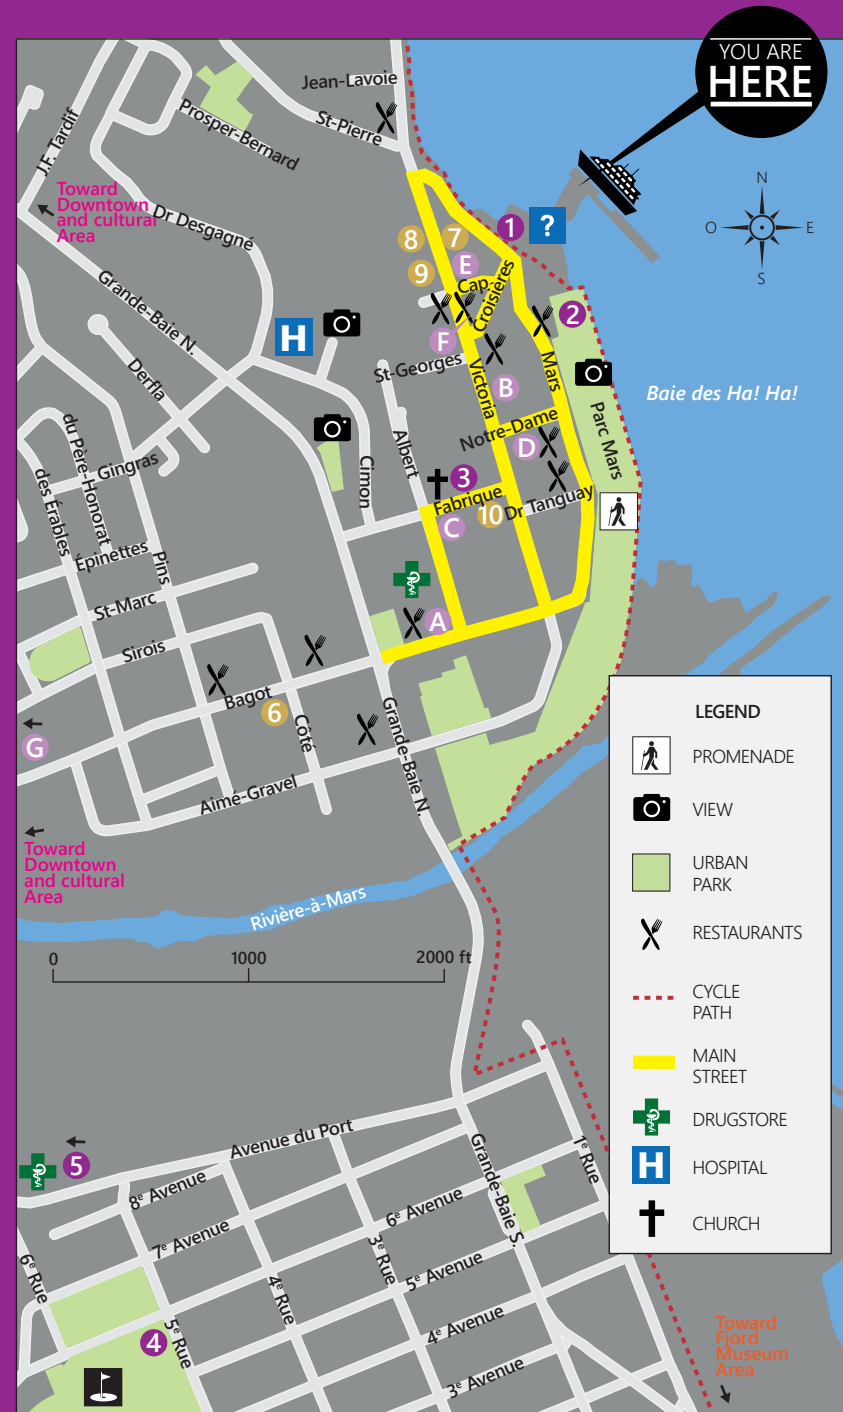 YOU ARE
HERE
Jean-Lavoie
St-Pierre
Prosper-Bernard
J.F. Tardif
Toward
Downtown
and cultural
Area
Dr Desgagné
N
O
E
S
1
?
8
7
9
E
Cap-
Croisières
Grande-Baie N.
H
F
2
St-Georges
Derfla
Victoria
B
Mars
Baie des Ha! Ha!
Parc Mars
Notre-Dame
D
du Père-Honorat
Gingras
Cimon
Albert
3
Fabrique
10
Dr Tanguay
C
des Érables
Épinettes
Pins
St-Marc
Sirois
A
Bagot
6
Côté
Grande-Baie N.
G
Aimé-Gravel
Toward
Downtown
and cultural
Area
Rivière-à-Mars
0
1000
2000 ft
LEGEND
PROMENADE
VIEW
URBAN
PARK
RESTAURANTS
CYCLE
PATH
MAIN
STREET
DRUGSTORE
H
HOSPITAL
CHURCH
5
Avenue du Port
8e Avenue
7e Avenue
6e Avenue
Grande-Baie S.
1e Rue
6e Rue
4e Rue
3e Rue
5e Avenue
4
5e Rue
4e Avenue
3e Avenue
Toward
Fjord
Museum
Area